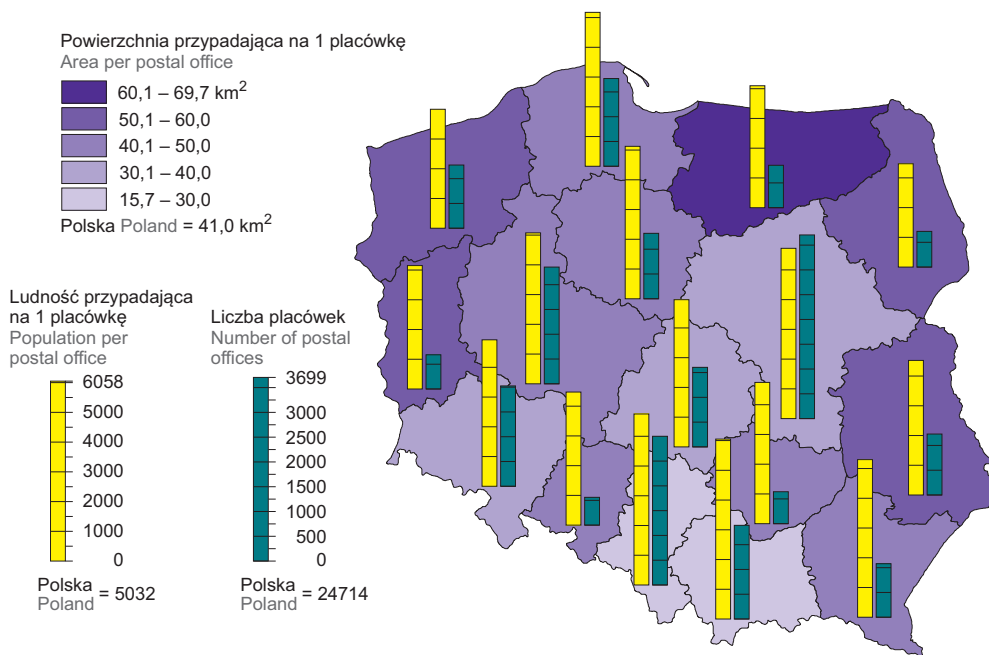 Powierzchnia przypadająca na 1 placówkę
Area per postal office
60,1 – 69,7 km²
50,1 – 60,0
40,1 – 50,0
30,1 – 40,0
15,7 – 30,0
Polska Poland = 41,0 km²
Ludność przypadająca
na 1 placówkę
Population per
postal office
6058
5000
4000
3000
2000
1000
0
Polska
Poland = 5032
Liczba placówek
Number of postal
offices
3699
3000
2500
2000
1500
1000
500
0
Polska
Poland = 24714